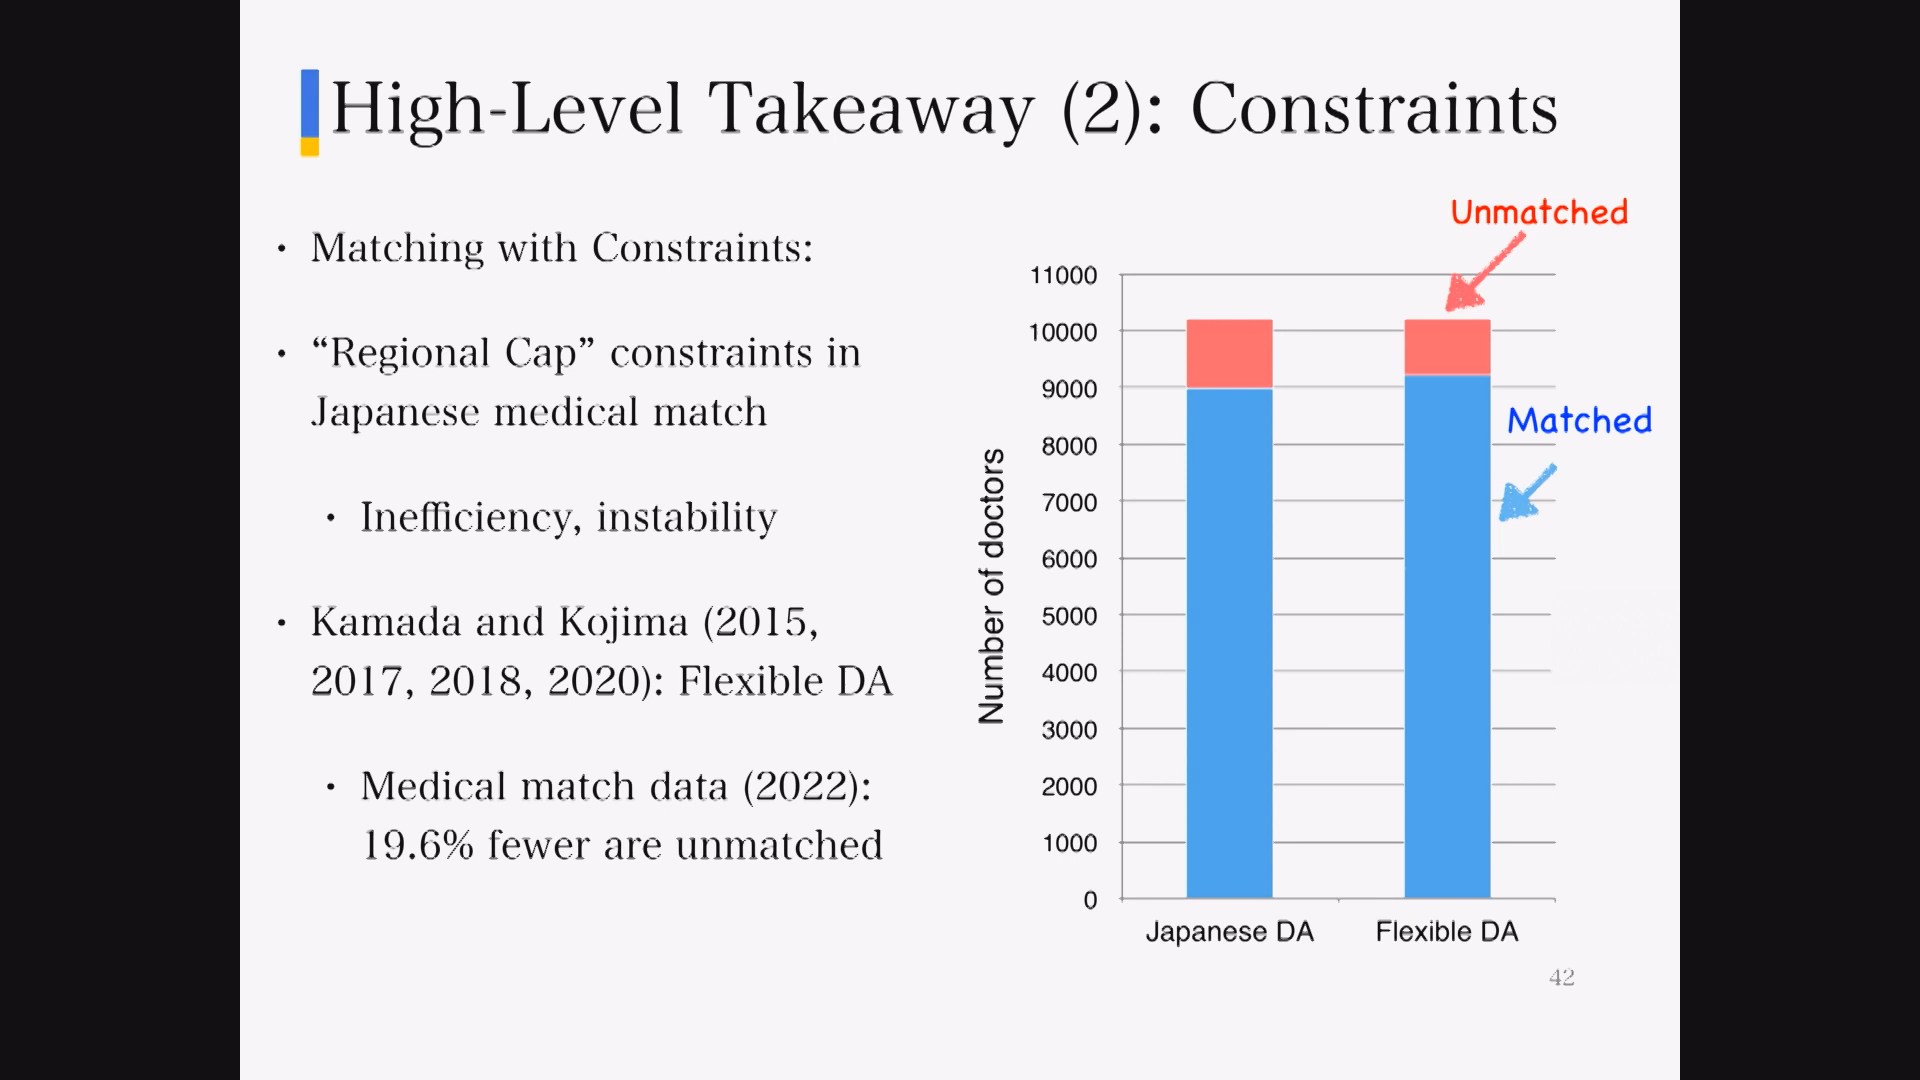 High-Level Takeaway (2): Constraints
• Matching with Constraints:
• “Regional Cap” constraints in
Japanese medical match
• Inefficiency, instability
• Kamada and Kojima (2015,
2017, 2018, 2020): Flexible DA
• Medical match data (2022):
19.6% fewer are unmatched
Unmatched
Matched
Number of doctors
11000
10000
9000
8000
7000
6000
5000
4000
3000
2000
1000
0
Japanese DA
Flexible DA
42